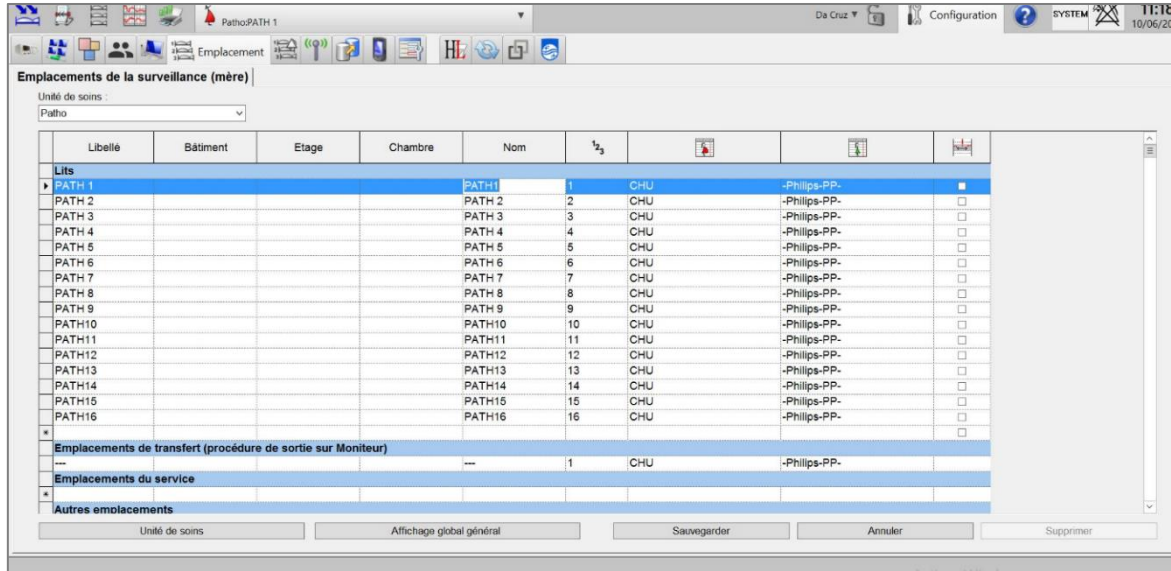 Patho:PATH 1 Da Cruz Configuration SYSTEM 11:18
10/06/20
Emplacement HL
Emplacements de la surveillance (mère)
Unité de soins :
Patho
Libellé Bâtiment Etage Chambre Nom 123
Lits
PATH 1 PATH1 1 CHU -Philips-PP-
PATH 2 PATH 2 2 CHU -Philips-PP-
PATH 3 PATH 3 3 CHU -Philips-PP-
PATH 4 PATH 4 4 CHU -Philips-PP-
PATH 5 PATH 5 5 CHU -Philips-PP-
PATH 6 PATH 6 6 CHU -Philips-PP-
PATH 7 PATH 7 7 CHU -Philips-PP-
PATH 8 PATH 8 8 CHU -Philips-PP-
PATH 9 PATH 9 9 CHU -Philips-PP-
PATH10 PATH10 10 CHU -Philips-PP-
PATH11 PATH11 11 CHU -Philips-PP-
PATH12 PATH12 12 CHU -Philips-PP-
PATH13 PATH13 13 CHU -Philips-PP-
PATH14 PATH14 14 CHU -Philips-PP-
PATH15 PATH15 15 CHU -Philips-PP-
PATH16 PATH16 16 CHU -Philips-PP-
Emplacements de transfert (procédure de sortie sur Moniteur)
--- --- 1 CHU -Philips-PP-
Emplacements du service
Autres emplacements
Unité de soins Affichage global général Sauvegarder Annuler Supprimer